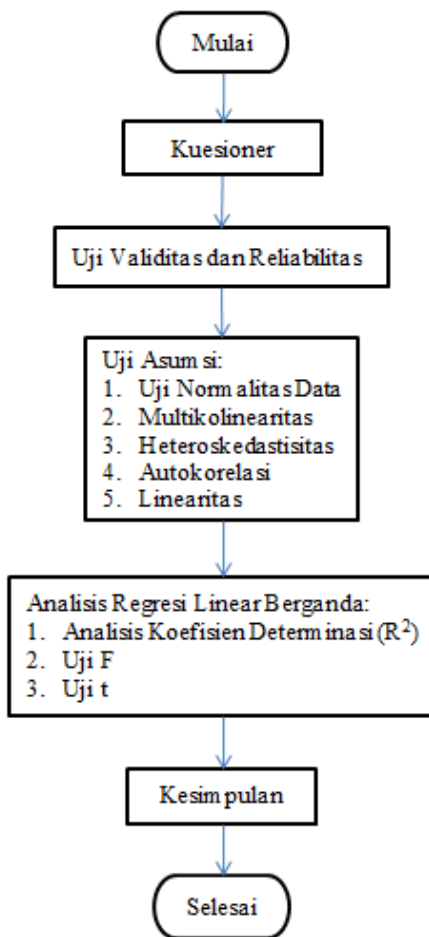 Mulai
Kuesioner
Uji Validitas dan Reliabilitas
Uji Asumsi:
1. Uji Normalitas Data
2. Multikolinearitas
3. Heteroskedastisitas
4. Autokorelasi
5. Linearitas
Analisis Regresi Linear Berganda:
1. Analisis Koefisien Determinasi (R²)
2. Uji F
3. Uji t
Kesimpulan
Selesai